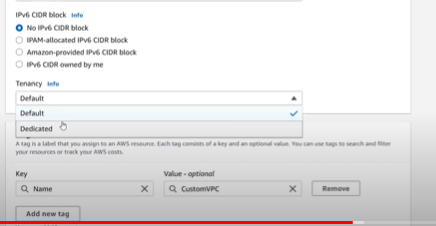 IPv6 CIDR block Info
No IPv6 CIDR block
IPAM-allocated IPv6 CIDR block
Amazon-provided IPv6 CIDR block
IPv6 CIDR owned by me
Tenancy Info
Default
Default
Dedicated
A tag is a label that you assign to an AWS resource. Each tag consists of a key and an optional value. You can use tags to search and filter
your resources or track your AWS costs.
Key
Value - optional
Name
CustomVPC
Remove
Add new tag